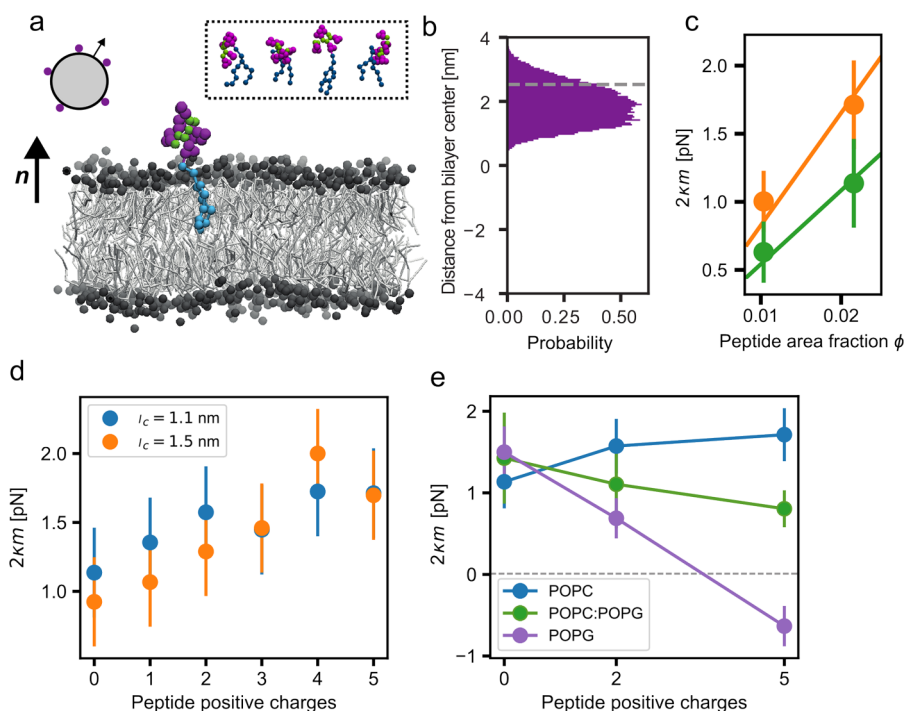 a
n
b
Distance from bilayer center [nm]
4
2
0
−2
−4
0.00
0.25
0.50
Probability
c
2κm [pN]
2.0
1.5
1.0
0.5
0.01
0.02
Peptide area fraction ϕ
d
2κm [pN]
2.0
1.5
1.0
lc = 1.1 nm
lc = 1.5 nm
0
1
2
3
4
5
Peptide positive charges
e
2κm [pN]
2
1
0
−1
POPC
POPC:POPG
POPG
0
2
5
Peptide positive charges